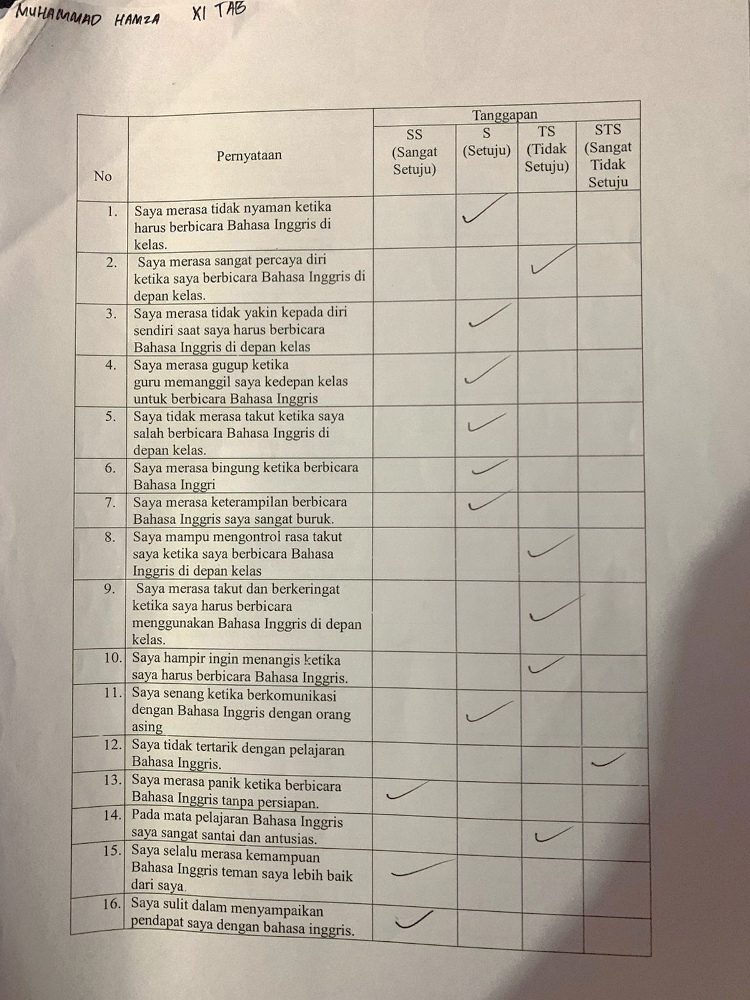 MUHAMMAD HAMZA XI TAB
Tanggapan
No
Pernyataan
SS
(Sangat
Setuju)
S
(Setuju)
TS
(Tidak
Setuju)
STS
(Sangat
Tidak
Setuju
1. Saya merasa tidak nyaman ketika
harus berbicara Bahasa Inggris di
kelas.
✓
2. Saya merasa sangat percaya diri
ketika saya berbicara Bahasa Inggris di
depan kelas.
✓
3. Saya merasa tidak yakin kepada diri
sendiri saat saya harus berbicara
Bahasa Inggris di depan kelas
✓
4. Saya merasa gugup ketika
guru memanggil saya kedepan kelas
untuk berbicara Bahasa Inggris
✓
5. Saya tidak merasa takut ketika saya
salah berbicara Bahasa Inggris di
depan kelas.
✓
6. Saya merasa bingung ketika berbicara
Bahasa Inggri
✓
7. Saya merasa keterampilan berbicara
Bahasa Inggris saya sangat buruk.
✓
8. Saya mampu mengontrol rasa takut
saya ketika saya berbicara Bahasa
Inggris di depan kelas
✓
9. Saya merasa takut dan berkeringat
ketika saya harus berbicara
menggunakan Bahasa Inggris di depan
kelas.
✓
10. Saya hampir ingin menangis ketika
saya harus berbicara Bahasa Inggris.
✓
11. Saya senang ketika berkomunikasi
dengan Bahasa Inggris dengan orang
asing
✓
12. Saya tidak tertarik dengan pelajaran
Bahasa Inggris.
✓
13. Saya merasa panik ketika berbicara
Bahasa Inggris tanpa persiapan.
✓
14. Pada mata pelajaran Bahasa Inggris
saya sangat santai dan antusias.
✓
15. Saya selalu merasa kemampuan
Bahasa Inggris teman saya lebih baik
dari saya.
✓
16. Saya sulit dalam menyampaikan
pendapat saya dengan bahasa inggris.
✓